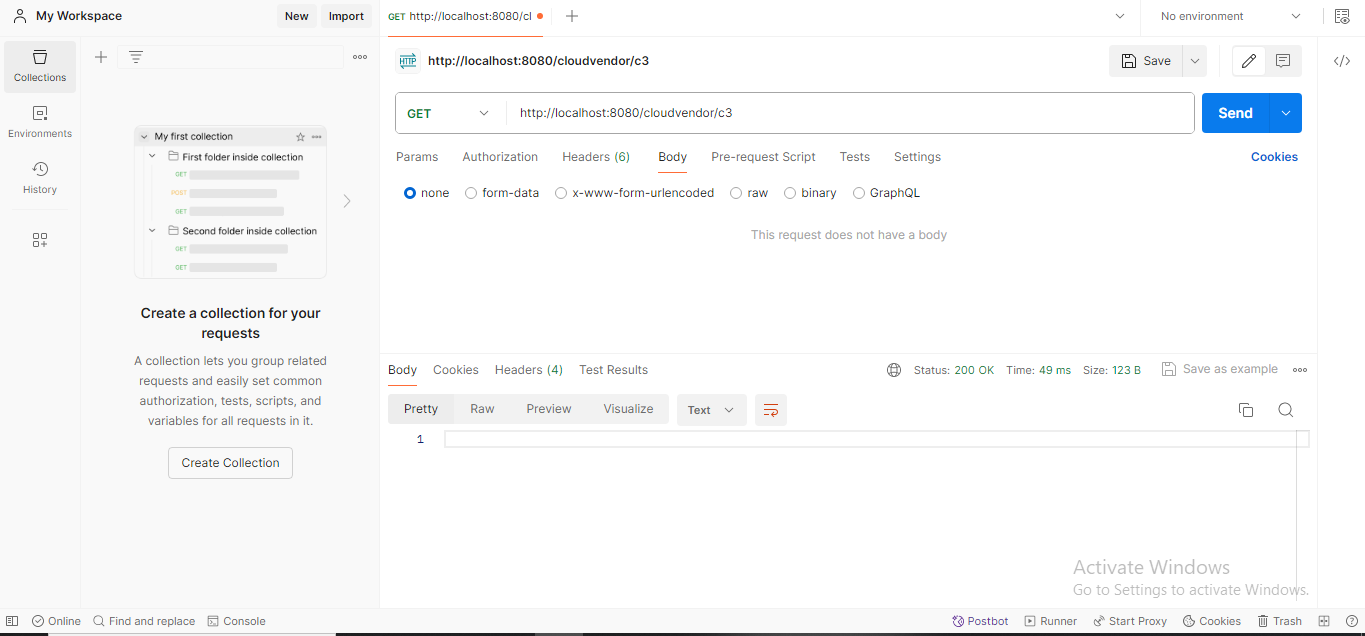 My Workspace
New
Import
GET http://localhost:8080/cl
No environment
Collections
Environments
History
My first collection
First folder inside collection
GET
POST
GET
Second folder inside collection
GET
GET
Create a collection for your
requests
A collection lets you group related
requests and easily set common
authorization, tests, scripts, and
variables for all requests in it.
Create Collection
HTTP
http://localhost:8080/cloudvendor/c3
Save
</>
GET
http://localhost:8080/cloudvendor/c3
Send
Params
Authorization
Headers (6)
Body
Pre-request Script
Tests
Settings
Cookies
none
form-data
x-www-form-urlencoded
raw
binary
GraphQL
This request does not have a body
Body
Cookies
Headers (4)
Test Results
Status: 200 OK
Time: 49 ms
Size: 123 B
Save as example
Pretty
Raw
Preview
Visualize
Text
1
Activate Windows
Go to Settings to activate Windows.
Online
Find and replace
Console
Postbot
Runner
Start Proxy
Cookies
Trash